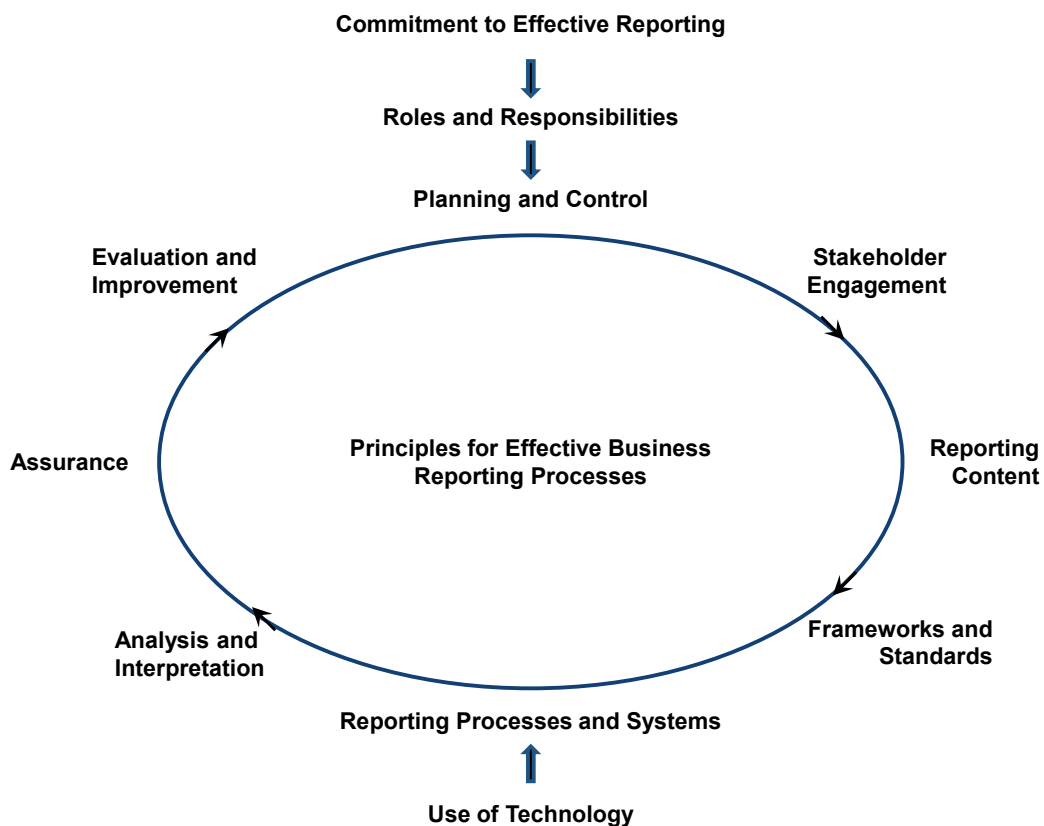 Commitment to Effective Reporting
Roles and Responsibilities
Planning and Control
Evaluation and
Improvement
Stakeholder
Engagement
Assurance
Principles for Effective Business
Reporting Processes
Reporting
Content
Analysis and
Interpretation
Frameworks and
Standards
Reporting Processes and Systems
Use of Technology